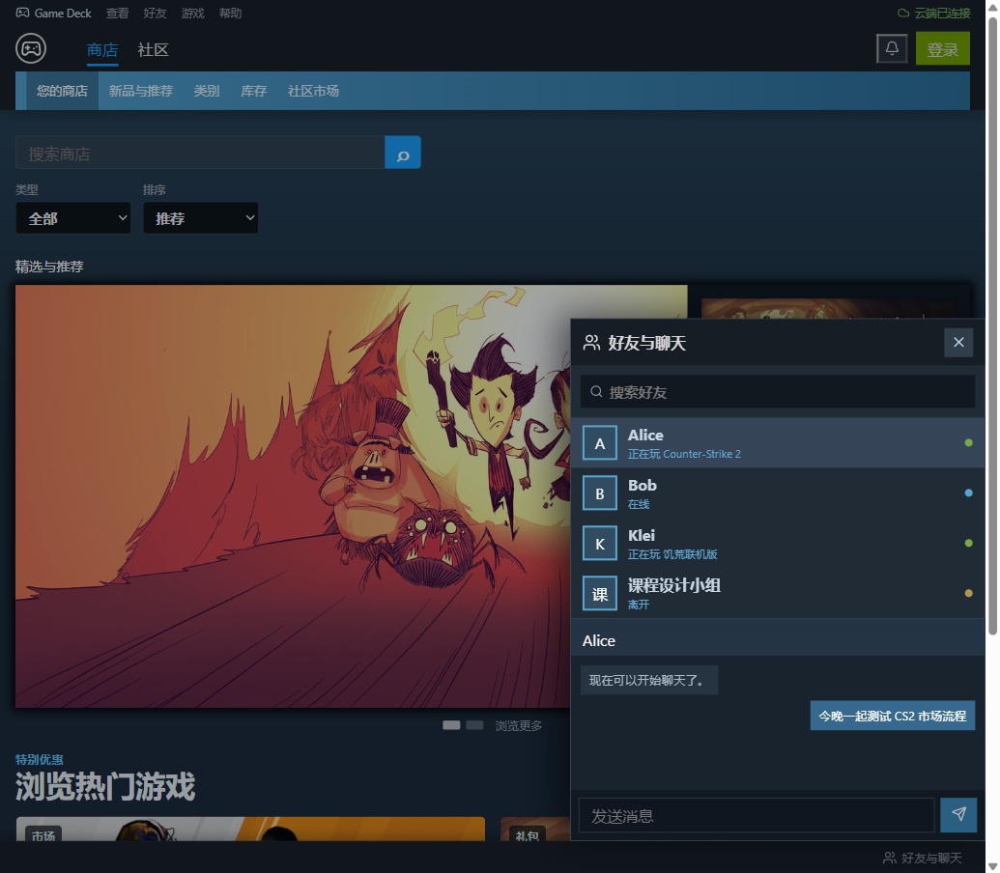 Game Deck 查看 好友 游戏 帮助 云端已连接
商店 社区 登录
您的商店 新品与推荐 类别 库存 社区市场
搜索商店
类型 排序
全部 推荐
精选与推荐
好友与聊天
搜索好友
A Alice
正在玩 Counter-Strike 2
B Bob
在线
K Klei
正在玩 饥荒联机版
课 课程设计小组
离开
Alice
现在可以开始聊天了。
今晚一起测试 CS2 市场流程
发送消息
浏览更多
特别优惠
浏览热门游戏
市场 礼包
好友与聊天